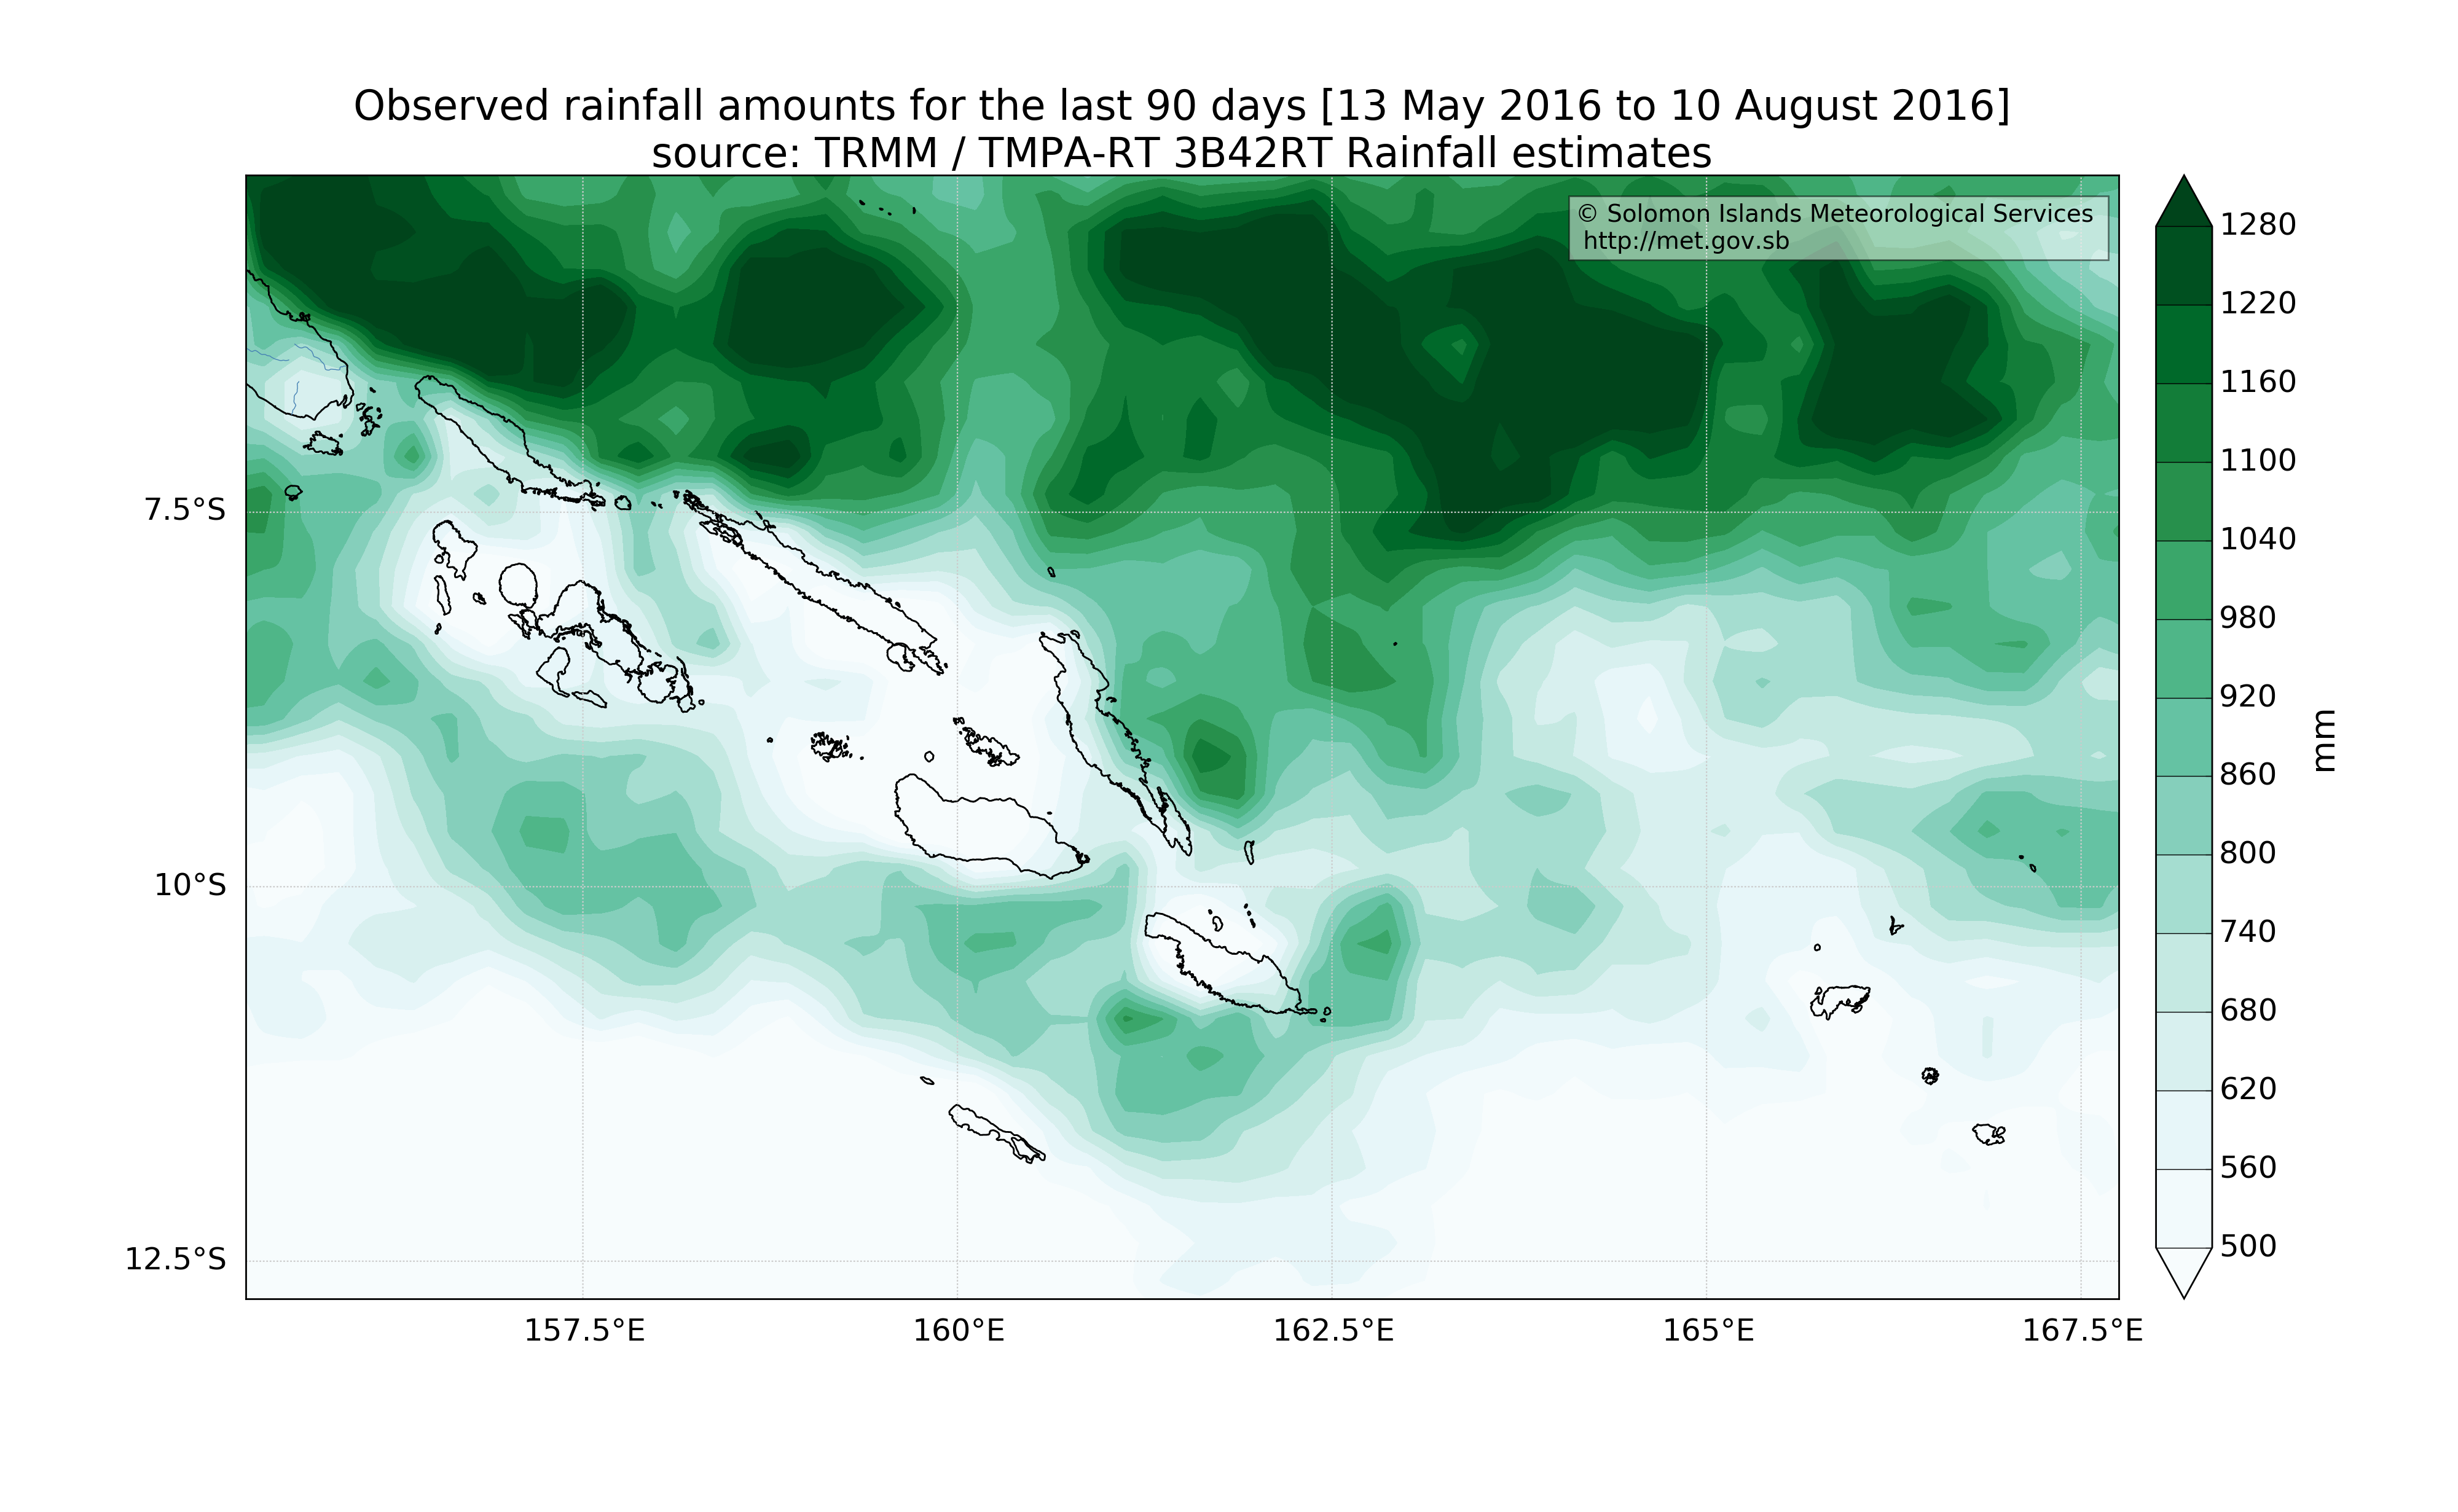 Observed rainfall amounts for the last 90 days [13 May 2016 to 10 August 2016]
source: TRMM / TMPA-RT 3B42RT Rainfall estimates
© Solomon Islands Meteorological Services
http://met.gov.sb
1280
1220
1160
1100
1040
980
920
860
800
740
680
620
560
500
mm
7.5°S
10°S
12.5°S
157.5°E
160°E
162.5°E
165°E
167.5°E